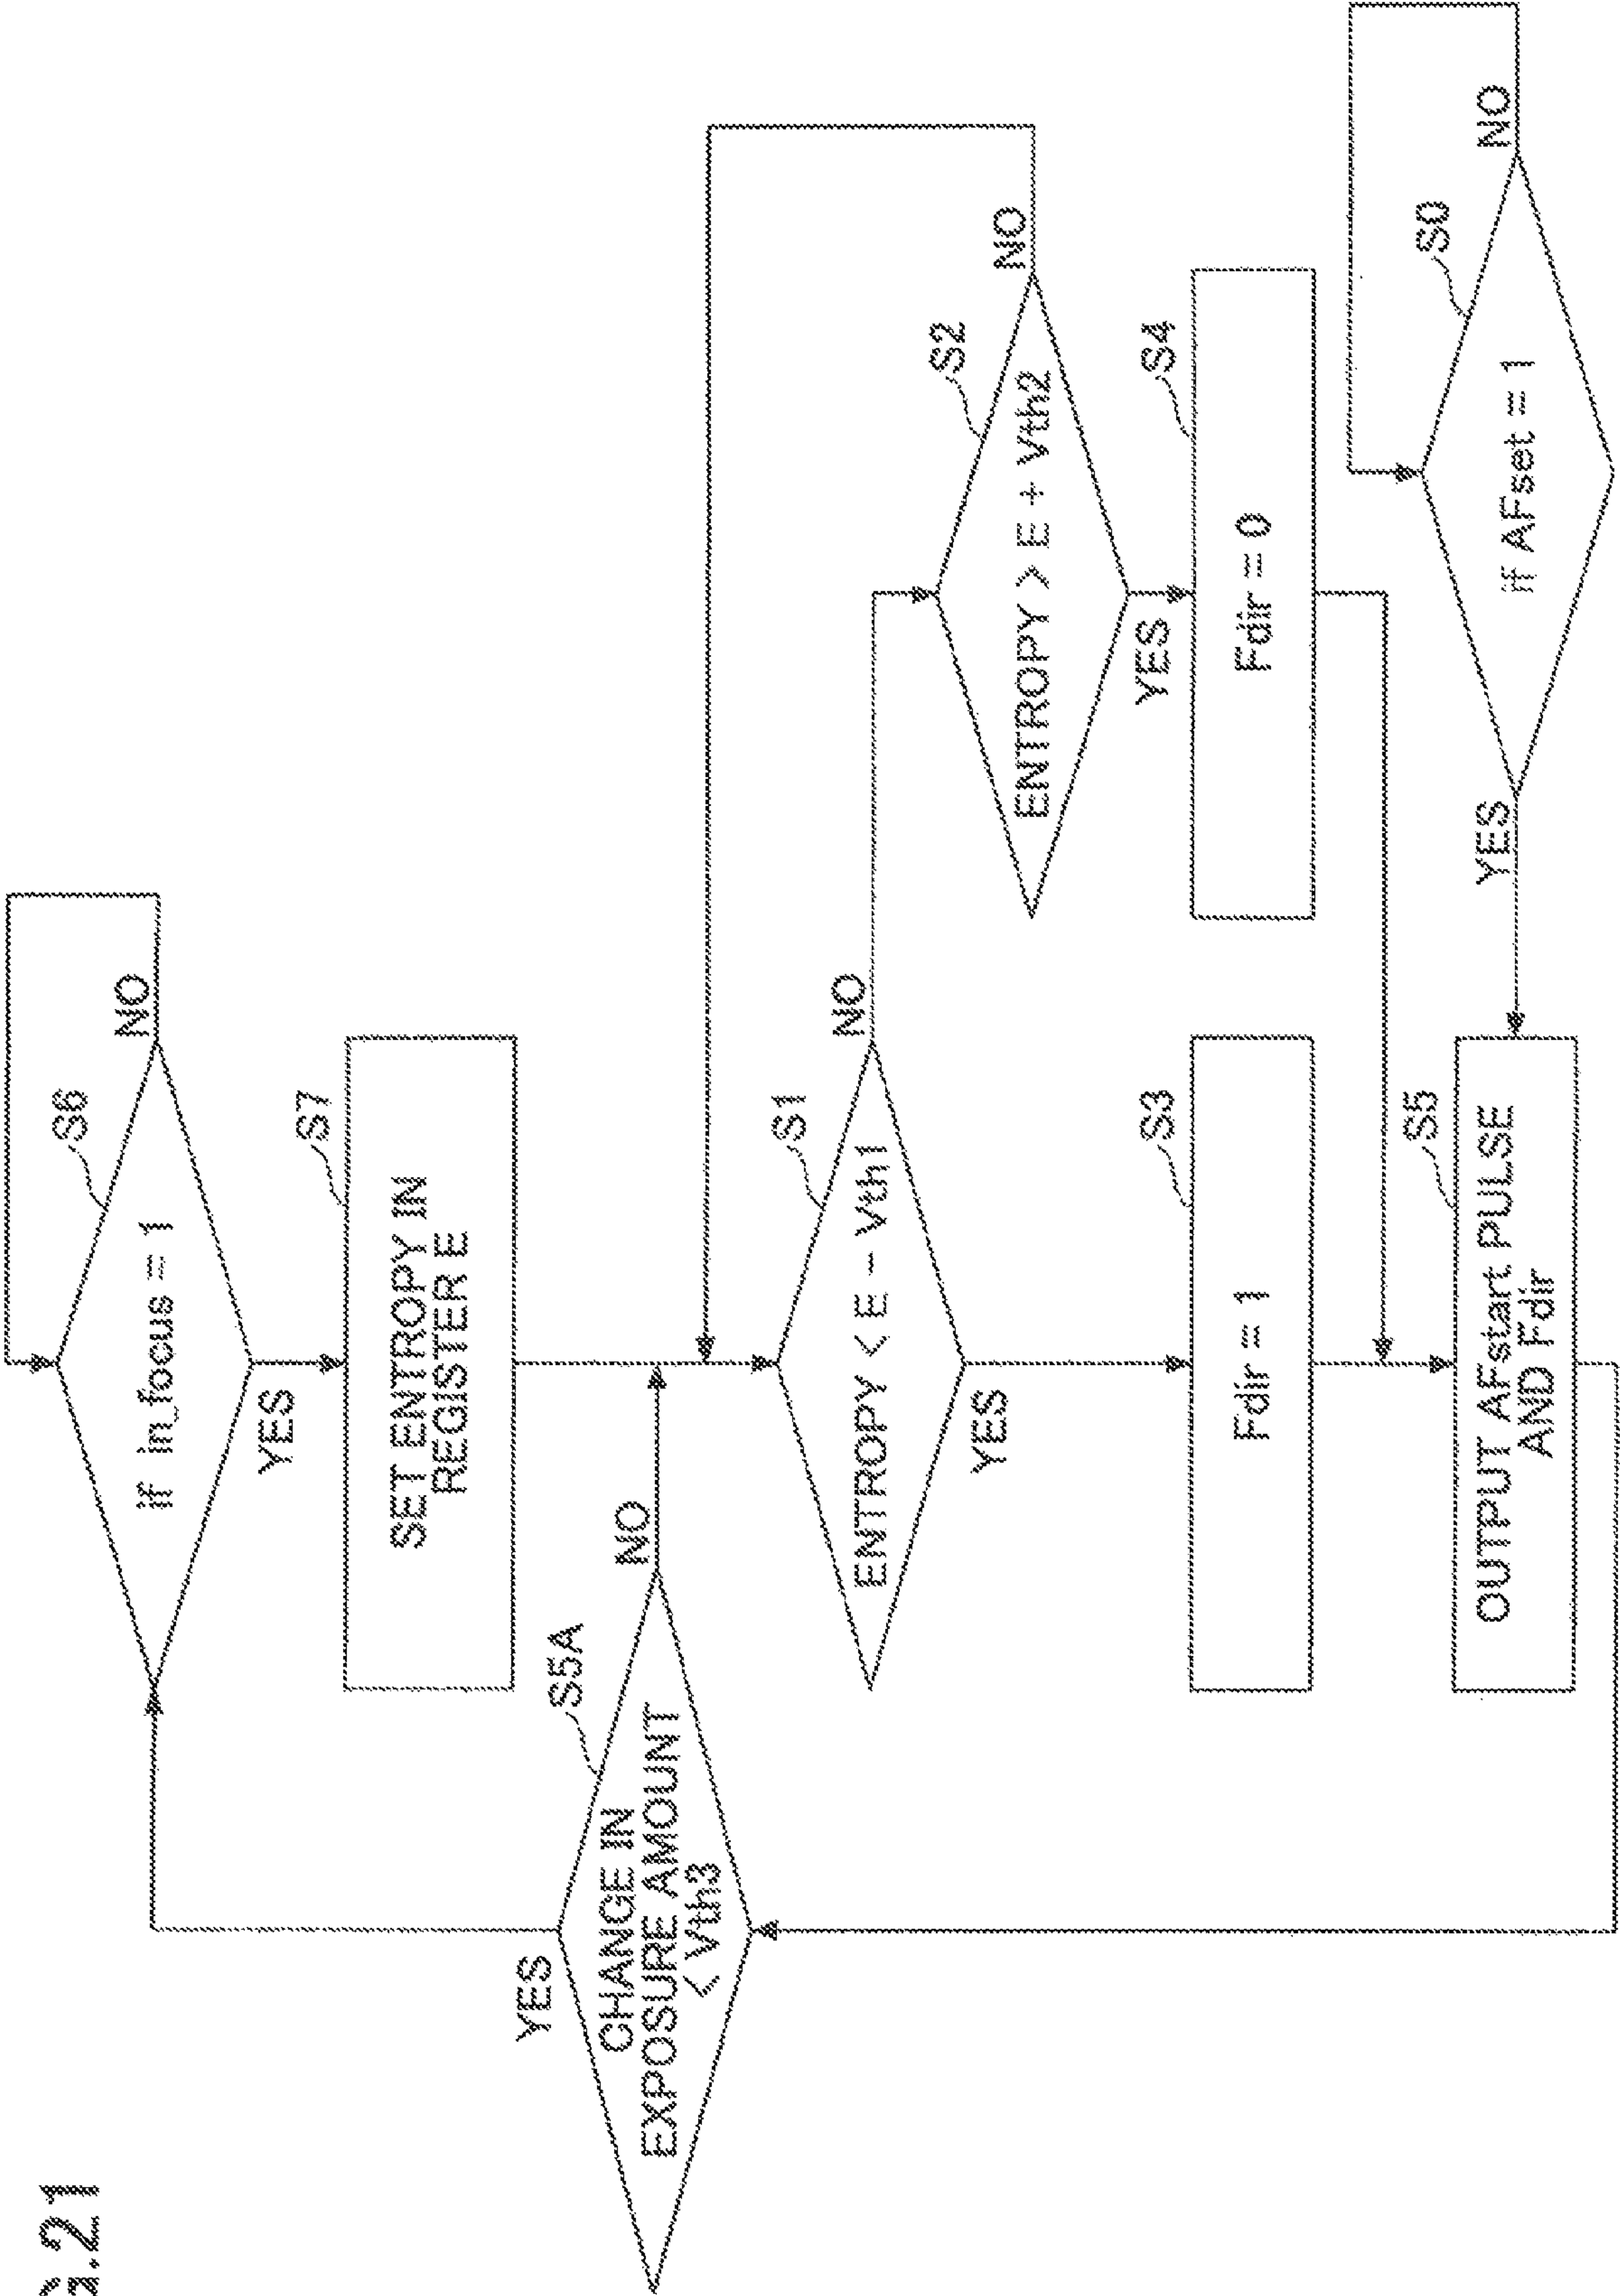 S6
if in_focus = 1
NO
YES
S7
SET ENTROPY IN
REGISTER E
S5A
CHANGE IN
EXPOSURE AMOUNT
< Vth3
YES
NO
S1
ENTROPY < E - Vth1
NO
YES
S2
ENTROPY > E + Vth2
NO
YES
S3
Fdir = 1
S4
Fdir = 0
S5
OUTPUT AFstart PULSE
AND Fdir
S0
if AFset = 1
NO
YES
.21